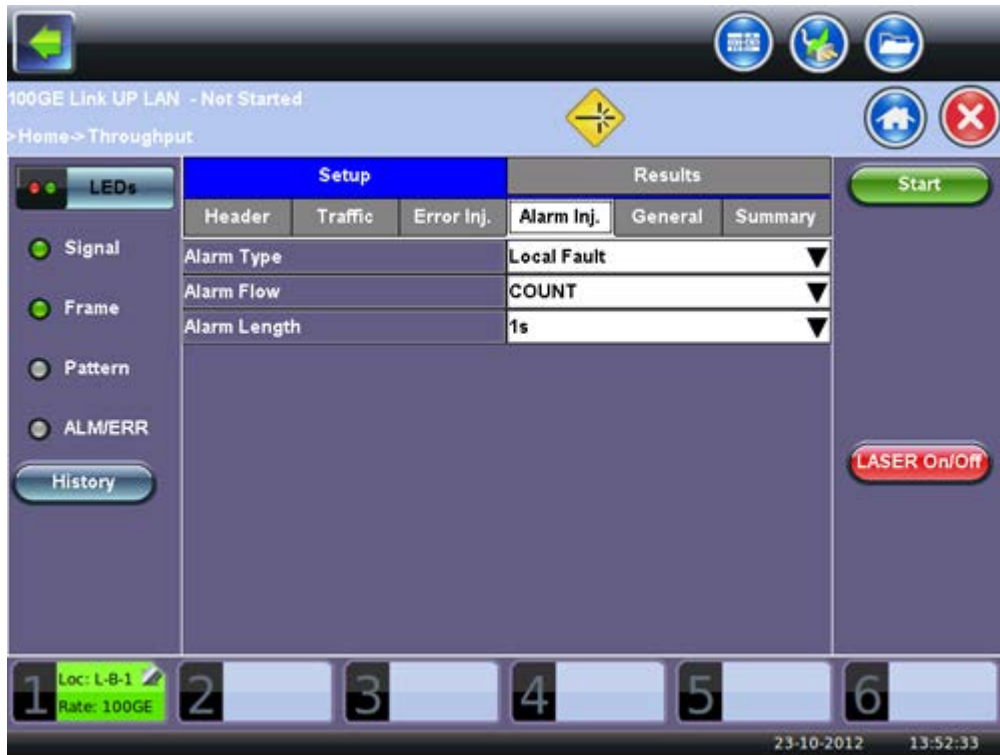 100GE Link UP LAN - Not Started
>Home->Throughput
LEDs
Signal
Frame
Pattern
ALM/ERR
History
Setup
Results
Header
Traffic
Error Inj.
Alarm Inj.
General
Summary
Alarm Type
Local Fault
Alarm Flow
COUNT
Alarm Length
1s
Start
LASER On/Off
1
Loc: L-8-1
Rate: 100GE
2
3
4
5
6
23-10-2012 13:52:33